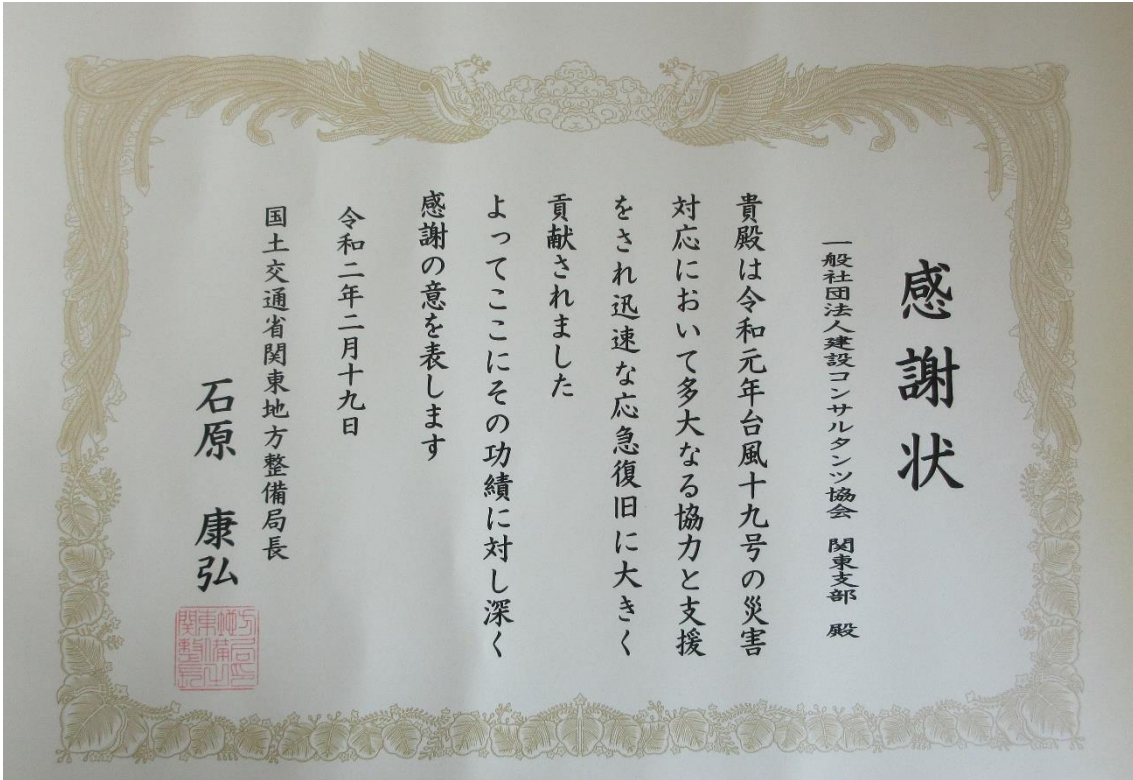 感謝状
一般社団法人建設コンサルタンツ協会 関東支部 殿
貴殿は令和元年台風十九号の災害
対応において多大なる協力と支援
をされ迅速な応急復旧に大きく
貢献されました
よってここにその功績に対し深く
感謝の意を表します
令和二年二月十九日
国土交通省関東地方整備局長
石原 康弘